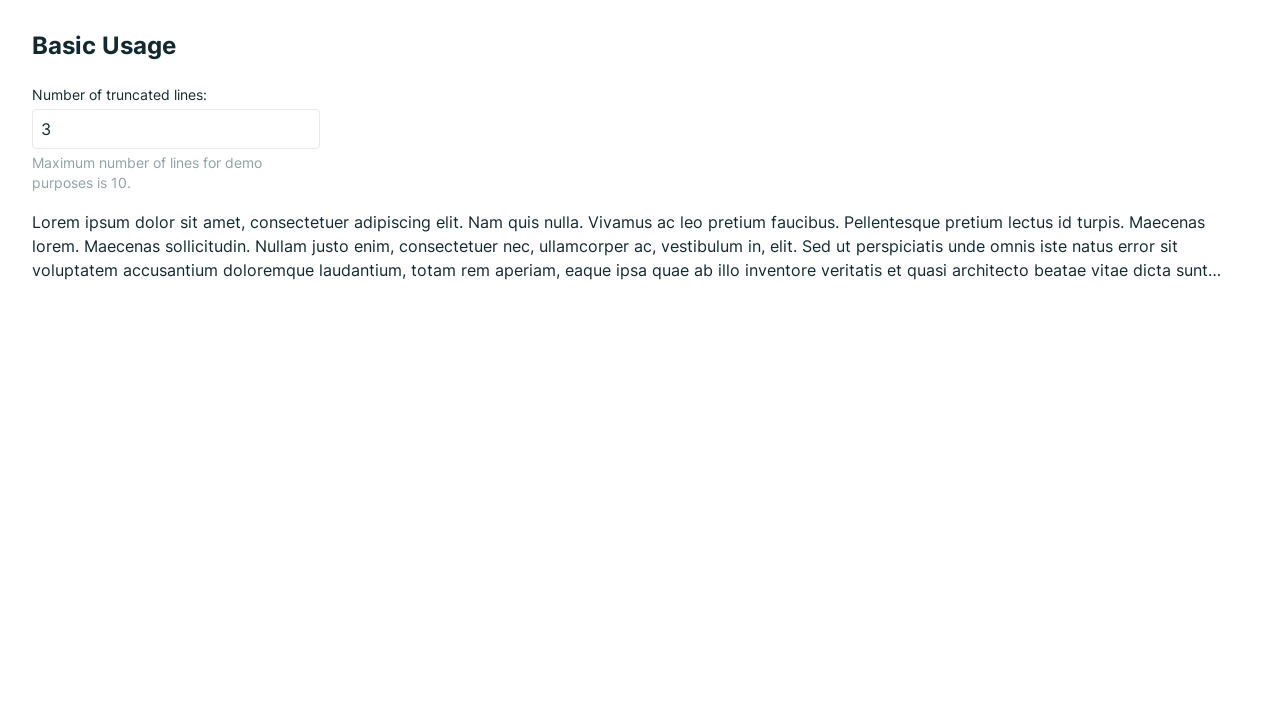 Basic Usage
Number of truncated lines:
3
Maximum number of lines for demo
purposes is 10.
Lorem ipsum dolor sit amet, consectetuer adipiscing elit. Nam quis nulla. Vivamus ac leo pretium faucibus. Pellentesque pretium lectus id turpis. Maecenas
lorem. Maecenas sollicitudin. Nullam justo enim, consectetuer nec, ullamcorper ac, vestibulum in, elit. Sed ut perspiciatis unde omnis iste natus error sit
voluptatem accusantium doloremque laudantium, totam rem aperiam, eaque ipsa quae ab illo inventore veritatis et quasi architecto beatae vitae dicta sunt…